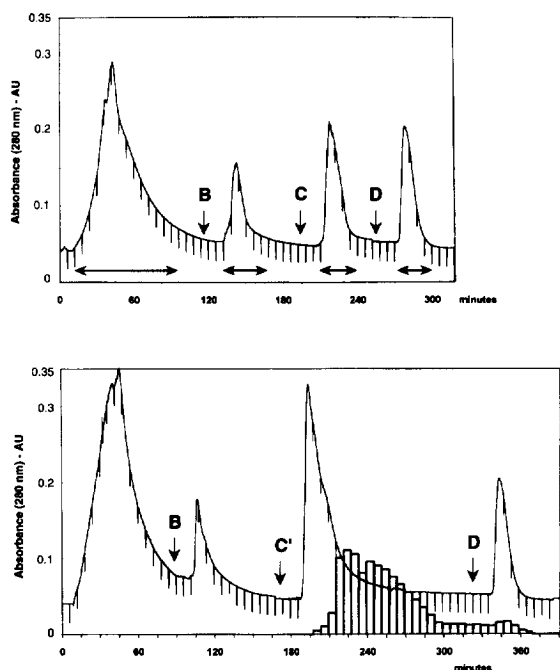 0.35
0.3
0.2
0.1
0
Absorbance (280 nm) - AU
B
C
D
0 60 120 180 240 300 minutes
0.35
0.3
0.2
0.1
0
Absorbance (280 nm) - AU
B
C'
D
0 60 120 180 240 300 360
minutes